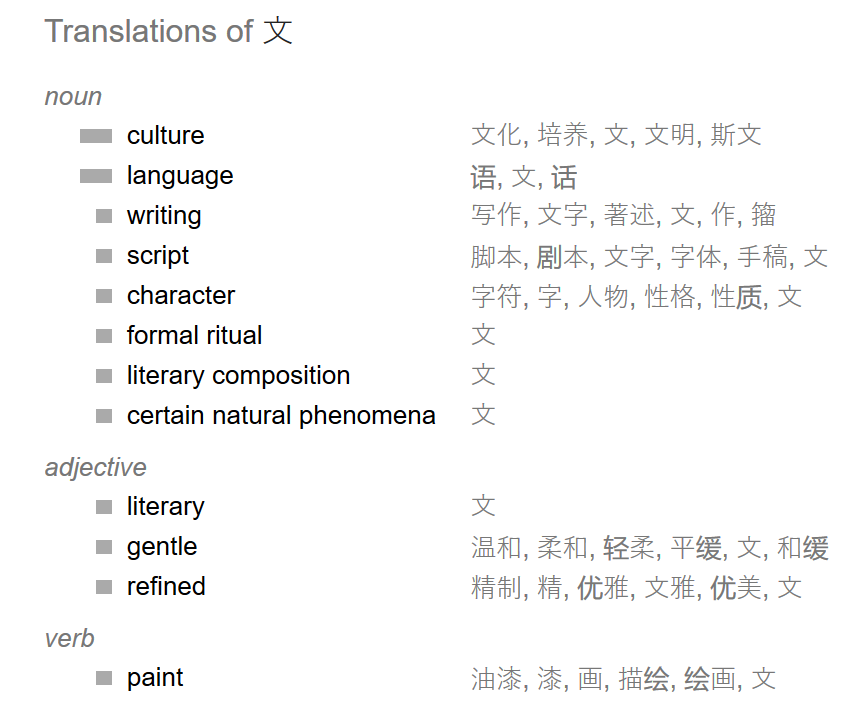 Translations of 文
noun
culture 文化, 培养, 文, 文明, 斯文
language 语, 文, 话
writing 写作, 文字, 著述, 文, 作, 籀
script 脚本, 剧本, 文字, 字体, 手稿, 文
character 字符, 字, 人物, 性格, 性质, 文
formal ritual 文
literary composition 文
certain natural phenomena 文
adjective
literary 文
gentle 温和, 柔和, 轻柔, 平缓, 文, 和缓
refined 精制, 精, 优雅, 文雅, 优美, 文
verb
paint 油漆, 漆, 画, 描绘, 绘画, 文